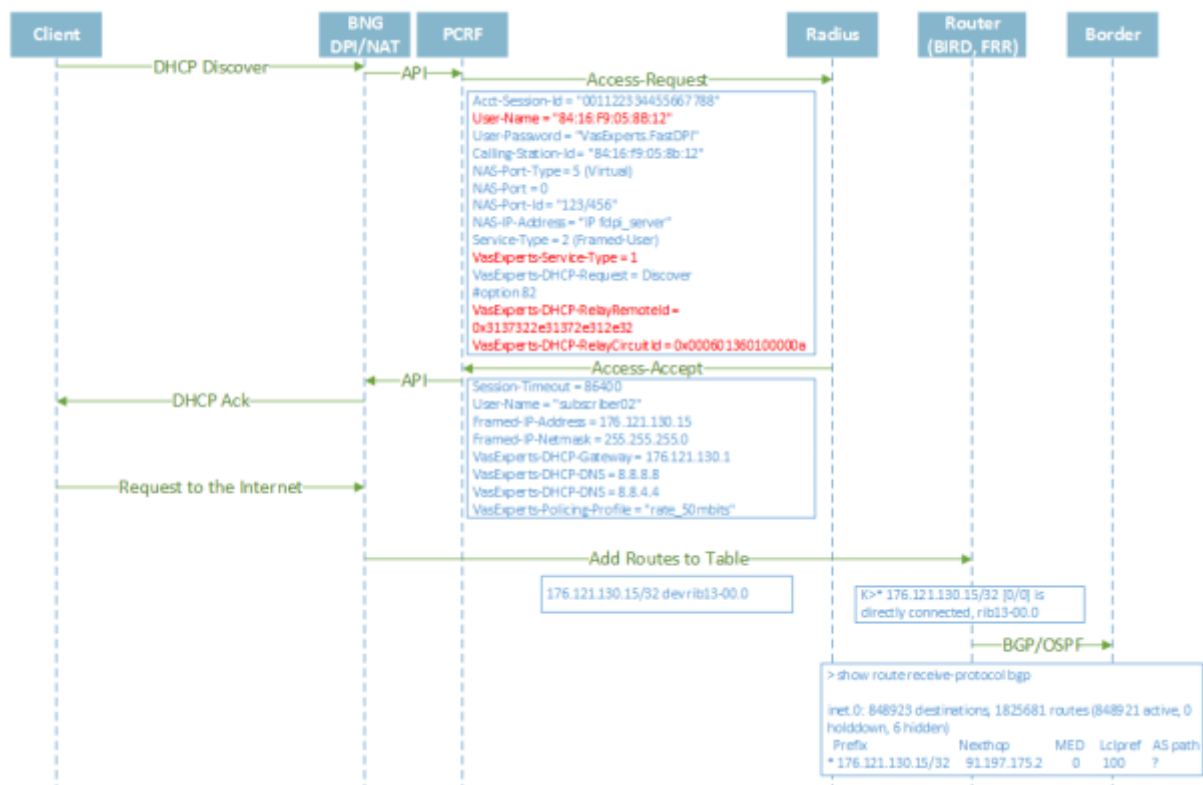 Client
BNG
DPI/NAT
PCRF
Radius
Router
(BIRD, FRR)
Border
DHCP Discover
API
Access-Request
Acct-Session-Id = "001122334455667788"
User-Name = "84:16:F9:05:8B:12"
User-Password = "VasExperts.FastDPI"
Calling-Station-Id = "84:16:f9:05:8b:12"
NAS-Port-Type = 5 (Virtual)
NAS-Port = 0
NAS-Port-Id = "123/456"
NAS-IP-Address = "IP fdpi_server"
Service-Type = 2 (Framed-User)
VasExperts-Service-Type = 1
VasExperts-DHCP-Request = Discover
#option 82
VasExperts-DHCP-RelayRemoteId =
0x3137322e31372e312e32
VasExperts-DHCP-RelayCircuitId = 0x000601360100000a
Access-Accept
API
DHCP Ack
Session-Timeout = 86400
User-Name = "subscriber02"
Framed-IP-Address = 176.121.130.15
Framed-IP-Netmask = 255.255.255.0
VasExperts-DHCP-Gateway = 176.121.130.1
VasExperts-DHCP-DNS = 8.8.8.8
VasExperts-DHCP-DNS = 8.8.4.4
VasExperts-Policing-Profile = "rate_50mbits"
Request to the Internet
Add Routes to Table
176.121.130.15/32 dev rib13-00.0
K>* 176.121.130.15/32 [0/0] is
directly connected, rib13-00.0
BGP/OSPF
> show route receive-protocol bgp
inet.0: 848923 destinations, 1825681 routes (848921 active, 0
holddown, 6 hidden)
Prefix Nexthop MED Lclpref AS path
* 176.121.130.15/32 91.197.175.2 0 100 ?